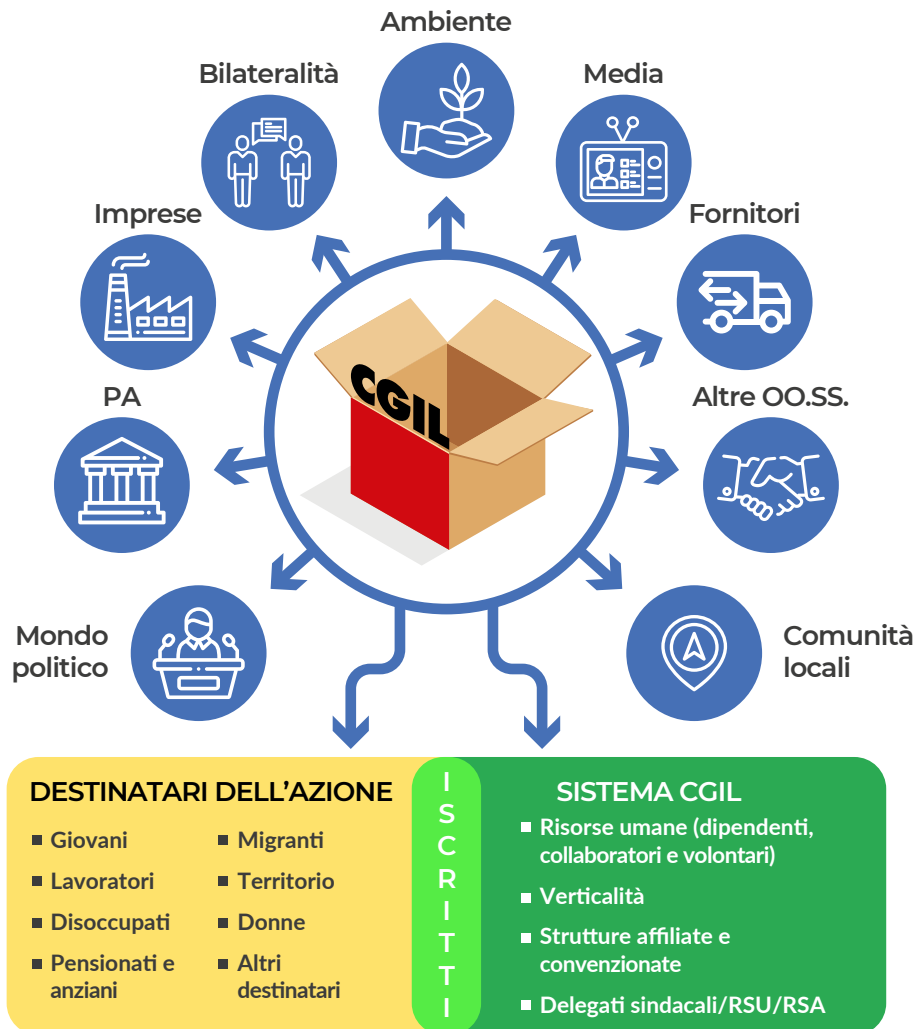 Ambiente
Bilateralità
Media
Imprese
Fornitori
CGIL
PA
Altre OO.SS.
Mondo
politico
Comunità
locali
DESTINATARI DELL’AZIONE
Giovani
Lavoratori
Disoccupati
Pensionati e
anziani
Migranti
Territorio
Donne
Altri
destinatari
ISCRITTI
SISTEMA CGIL
Risorse umane (dipendenti,
collaboratori e volontari)
Verticalità
Strutture affiliate e
convenzionate
Delegati sindacali/RSU/RSA